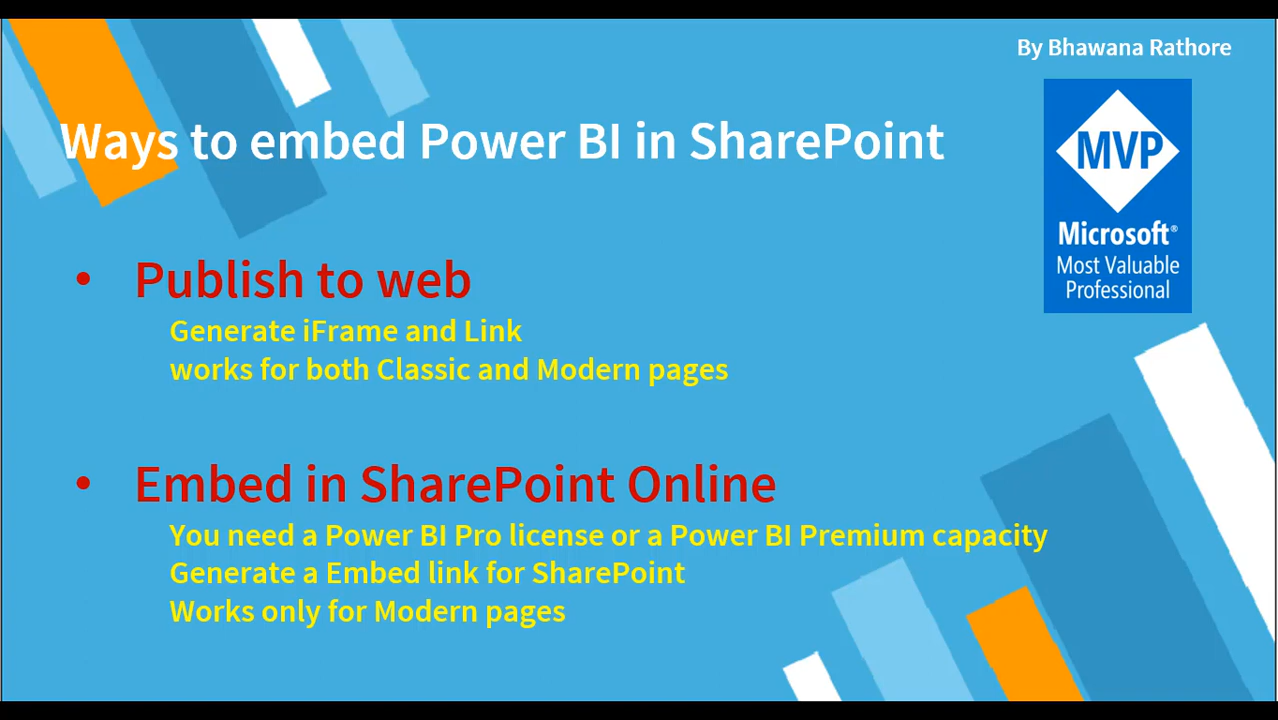 By Bhawana Rathore
Ways to embed Power BI in SharePoint
MVP
Microsoft®
Most Valuable
Professional
• Publish to web
Generate iFrame and Link
works for both Classic and Modern pages
• Embed in SharePoint Online
You need a Power BI Pro license or a Power BI Premium capacity
Generate a Embed link for SharePoint
Works only for Modern pages